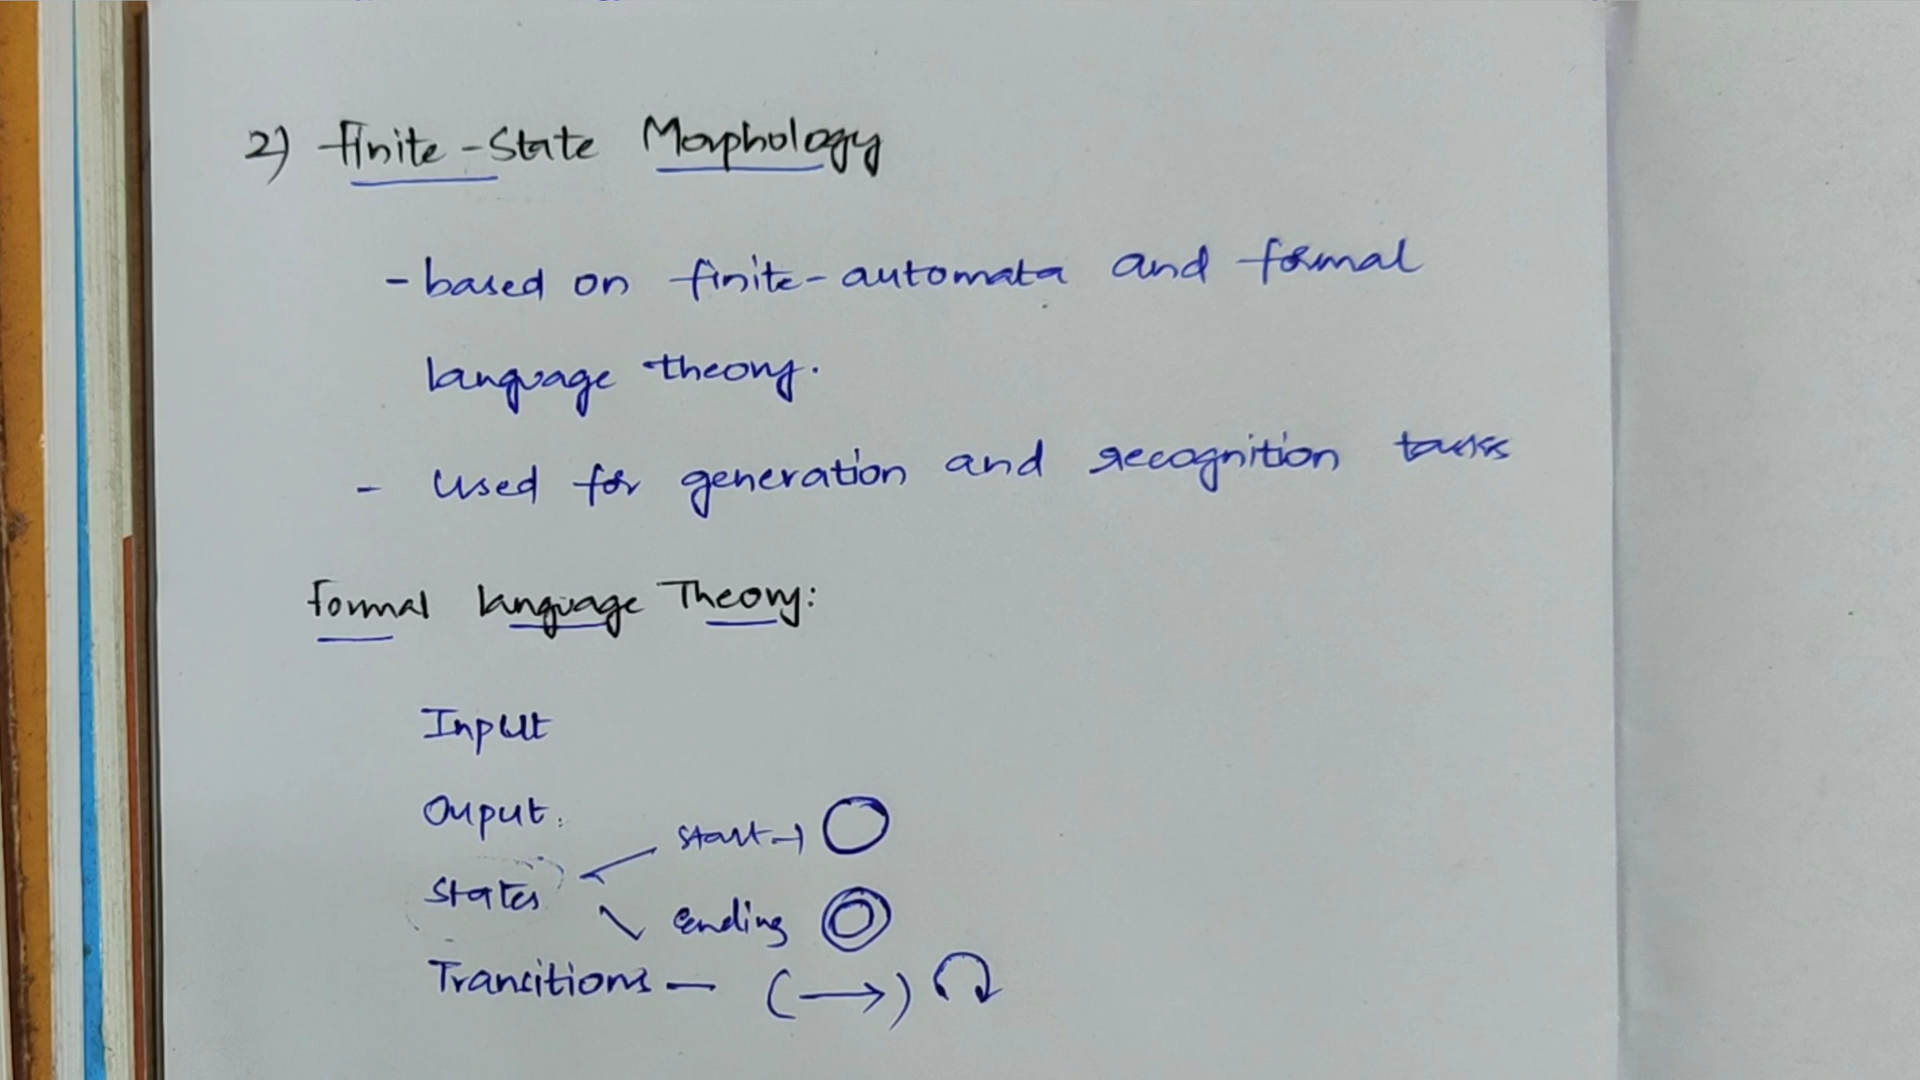 2) Finite-State Morphology
- based on finite-automata and formal
language theory.
- used for generation and recognition tasks
Formal language Theory:
Input
Ouput.
start →
States
Ending
Transitions — (→)